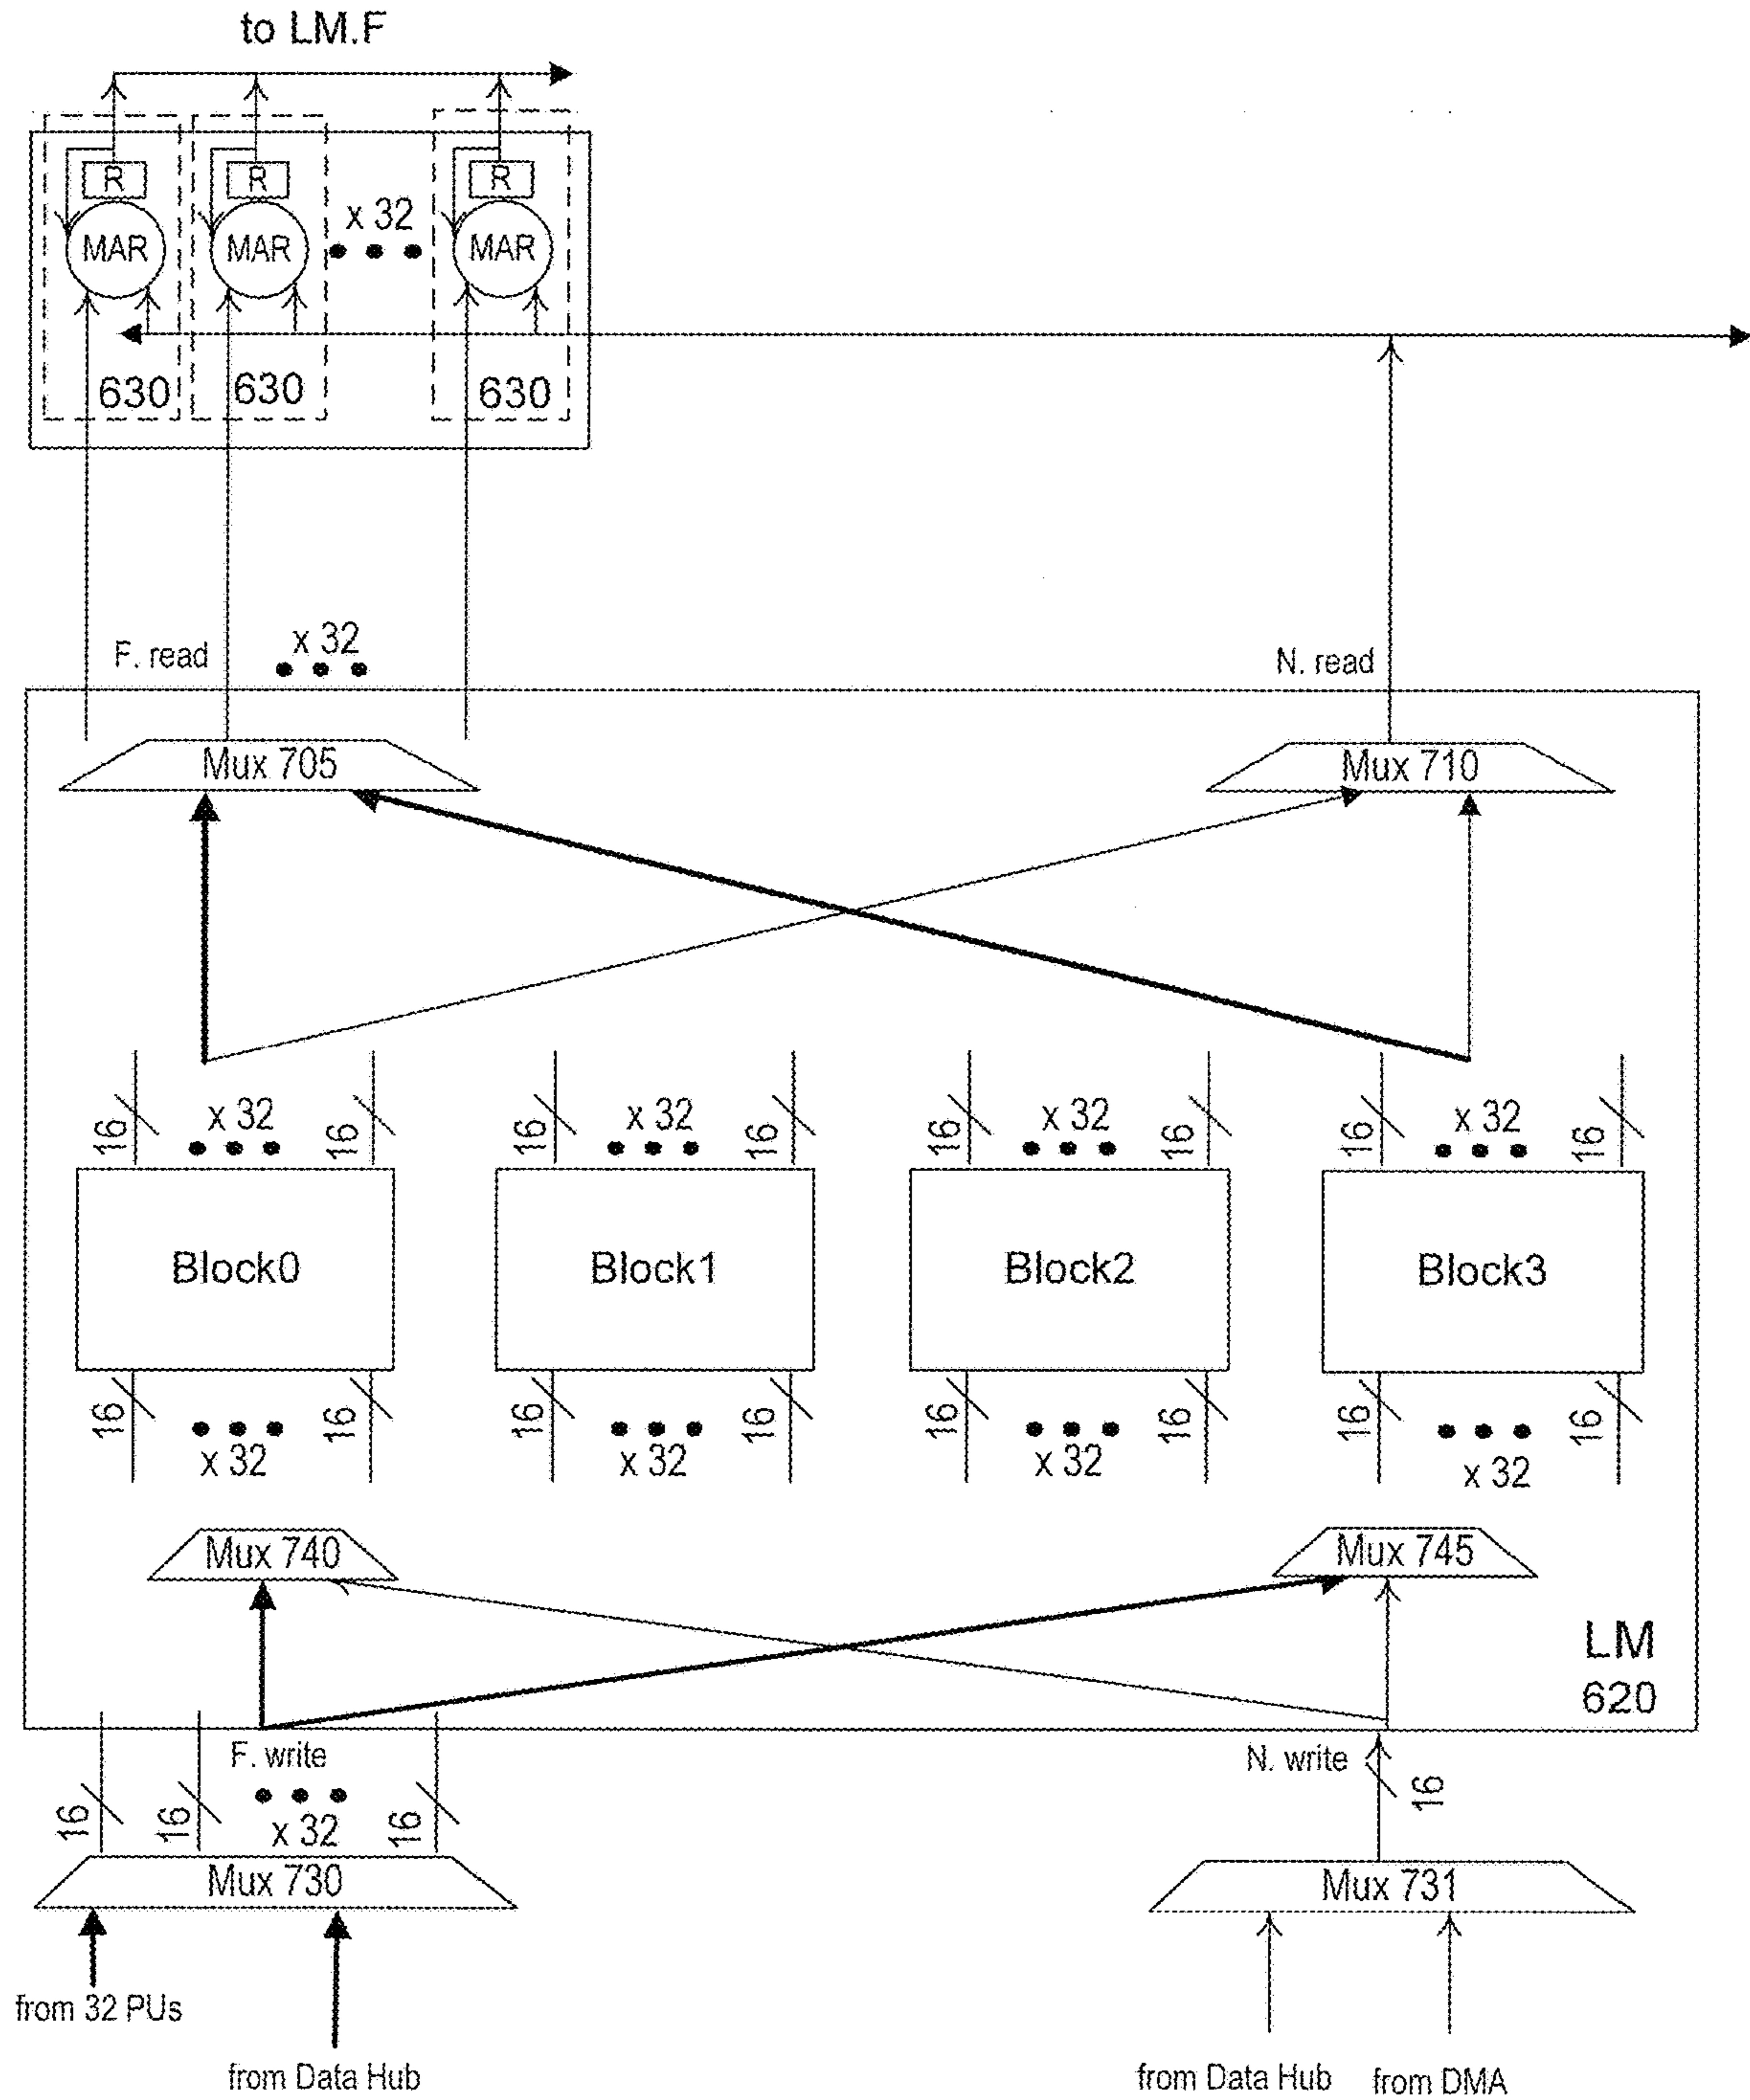 to LM.F
R R R
MAR MAR x 32 MAR
630 630 630
F. read x 32 N. read
Mux 705 Mux 710
16 x 32 16 16 x 32 16 16 x 32 16 16 x 32 16
Block0 Block1 Block2 Block3
16 x 32 16 16 x 32 16 16 x 32 16 16 x 32 16
Mux 740 Mux 745
LM
620
F. write N. write
16 16 x 32 16 16
Mux 730 Mux 731
from 32 PUs
from Data Hub from Data Hub from DMA